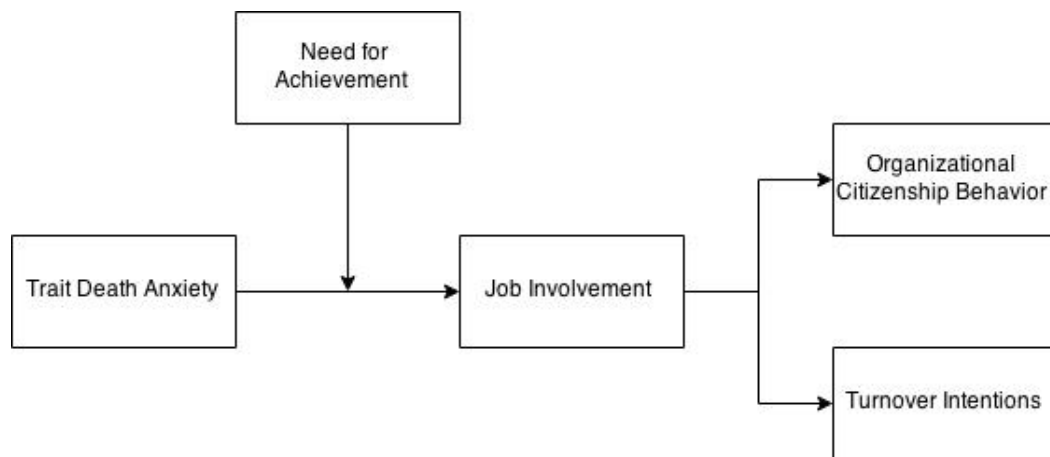 Need for
Achievement
Organizational
Citizenship Behavior
Trait Death Anxiety
Job Involvement
Turnover Intentions